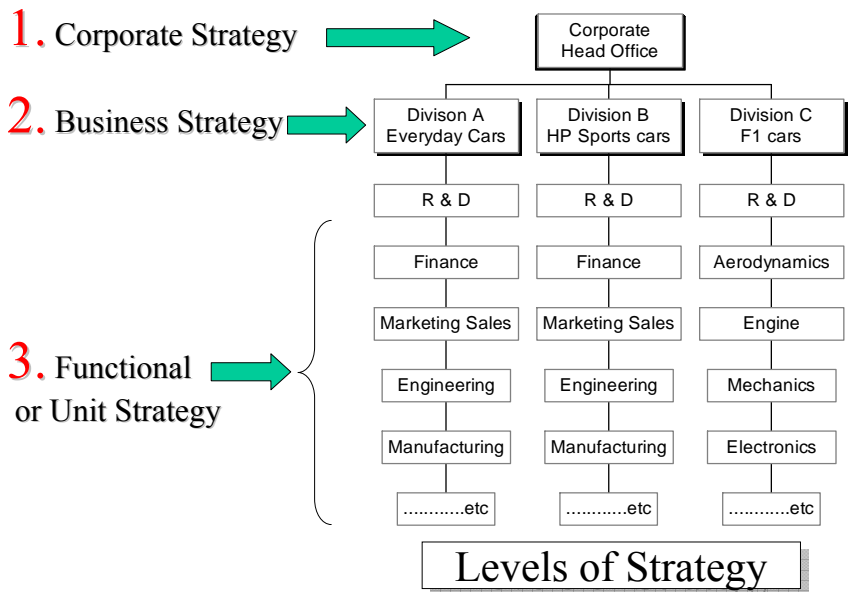 1. Corporate Strategy
Corporate
Head Office
2. Business Strategy
Divison A
Everyday Cars
Division B
HP Sports cars
Division C
F1 cars
R & D
R & D
R & D
Finance
Finance
Aerodynamics
Marketing Sales
Marketing Sales
Engine
3. Functional
or Unit Strategy
Engineering
Engineering
Mechanics
Manufacturing
Manufacturing
Electronics
............etc
............etc
............etc
Levels of Strategy